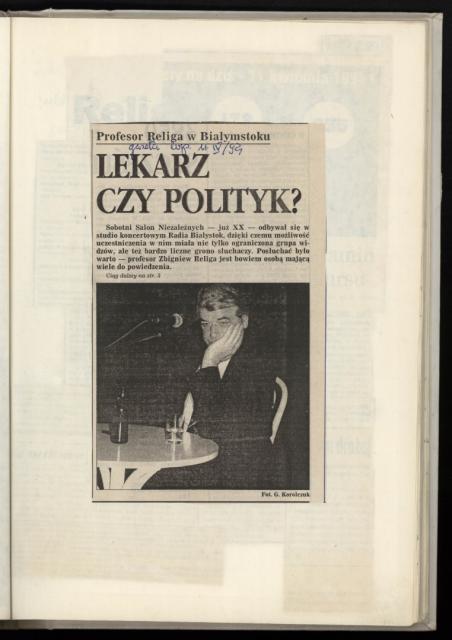 Profesor Religa w Białymstoku
LEKARZ
CZY POLITYK?
Sobotni Salon Niezależnych — już XX — odbywał się w
studio koncertowym Radia Białystok, dzięki czemu możliwość
uczestniczenia w nim miała nie tylko ograniczona grupa wi-
dzów, ale też bardzo liczne grono słuchaczy. Posłuchać było
warto — profesor Zbigniew Religa jest bowiem osobą mającą
wiele do powiedzenia.
Ciąg dalszy na str. 3
Fot. G. Korolczuk